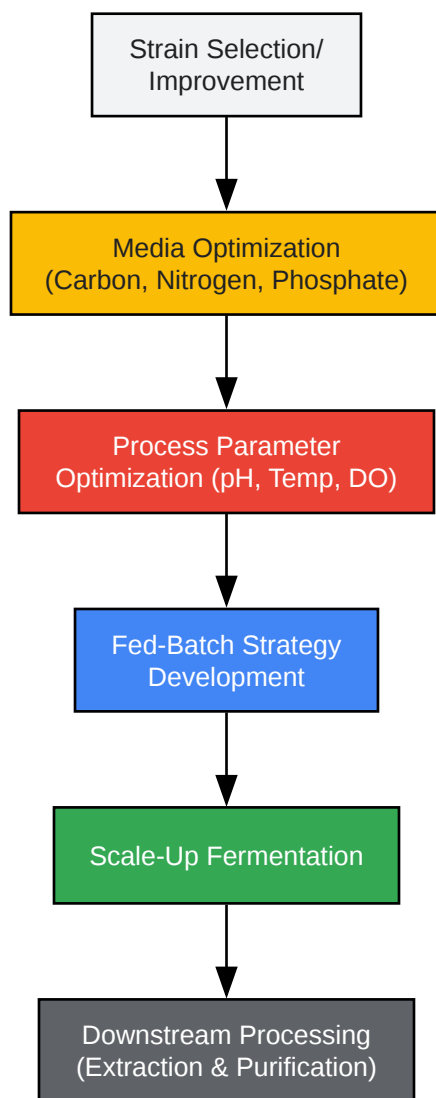 Strain Selection/
Improvement
Media Optimization
(Carbon, Nitrogen, Phosphate)
Process Parameter
Optimization (pH, Temp, DO)
Fed-Batch Strategy
Development
Scale-Up Fermentation
Downstream Processing
(Extraction & Purification)